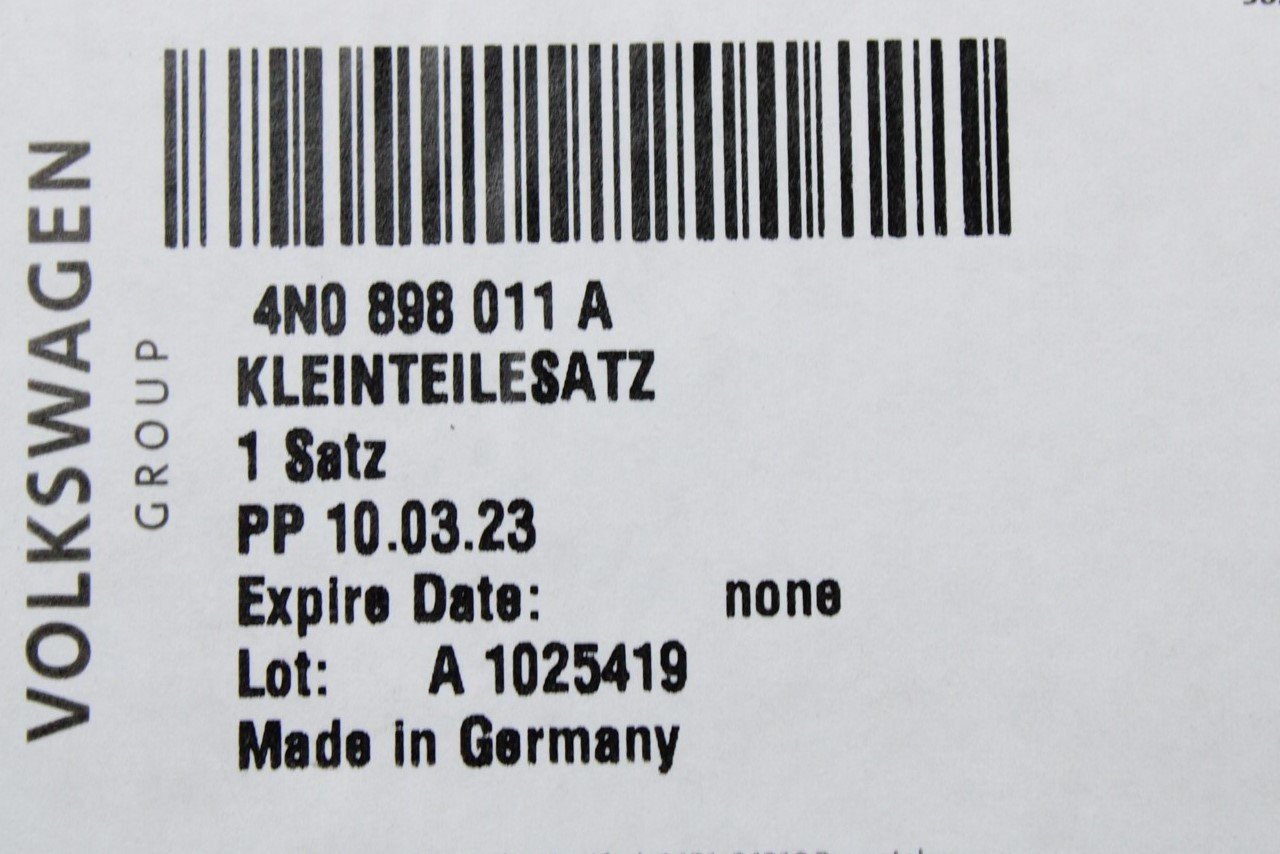 VOLKSWAGEN
GROUP
4N0 898 011 A
KLEINTEILESATZ
1 Satz
PP 10.03.23
Expire Date: none
Lot: A 1025419
Made in Germany